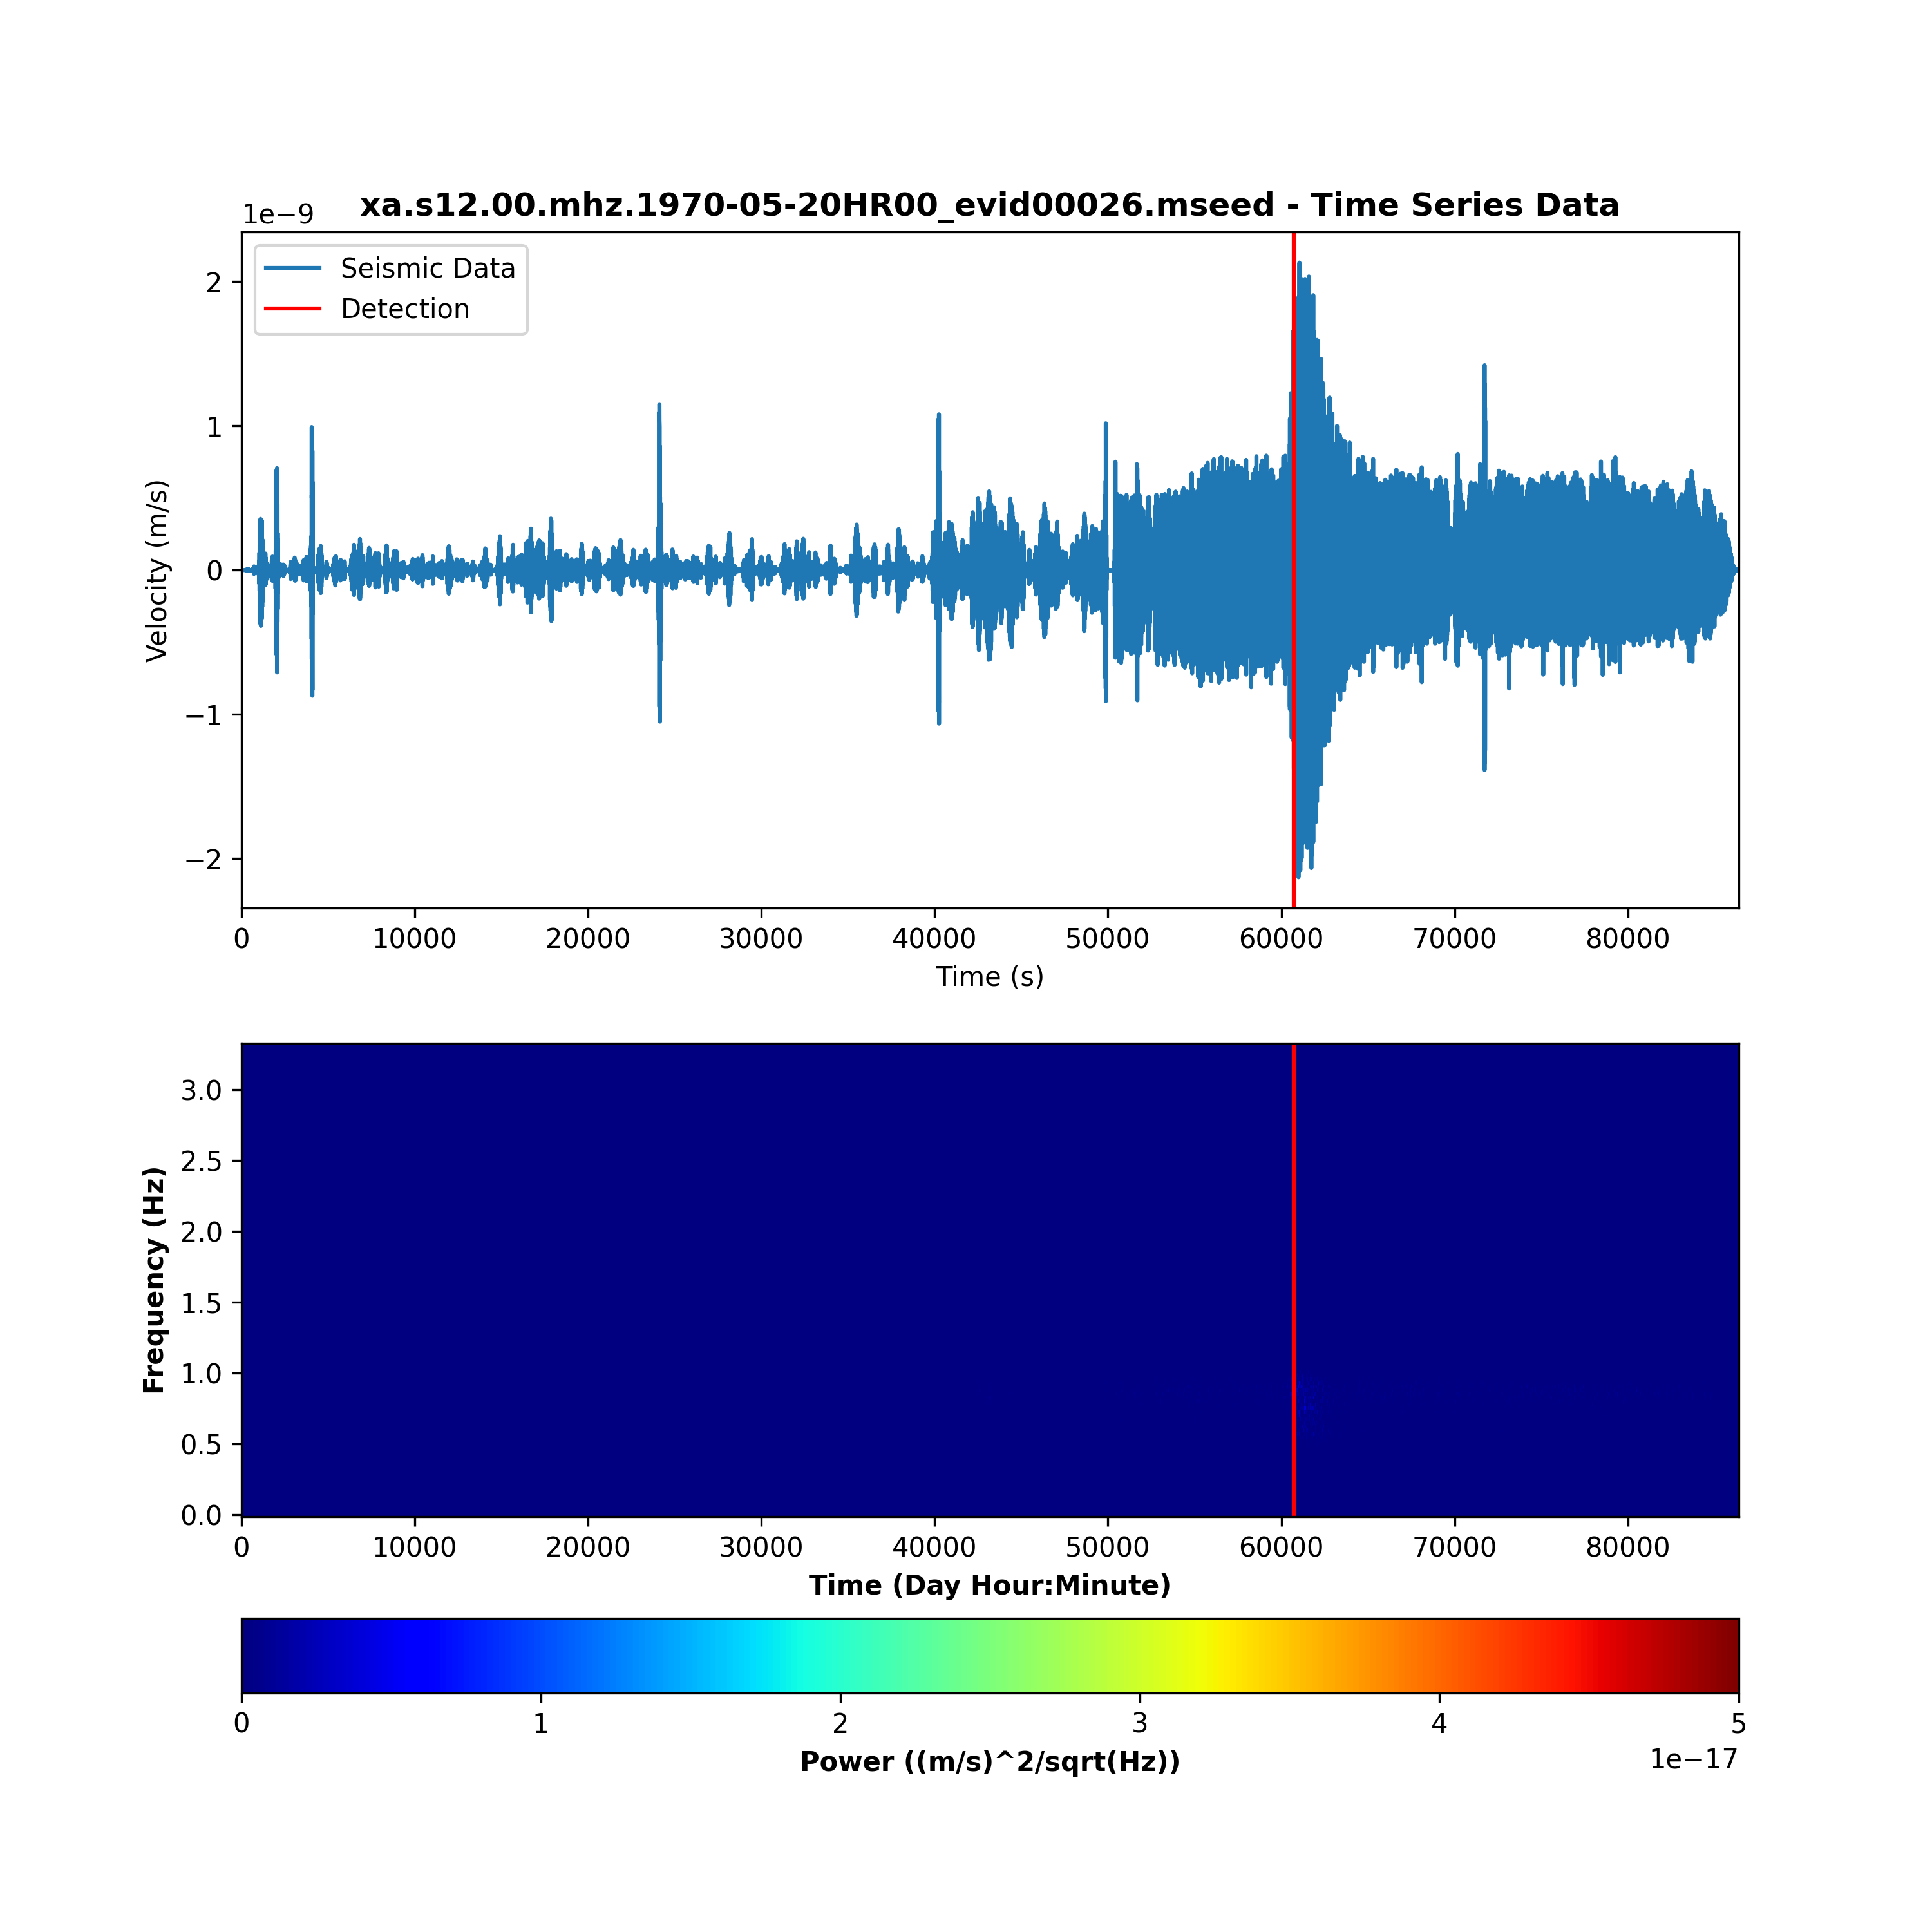 xa.s12.00.mhz.1970-05-20HR00_evid00026.mseed - Time Series Data
1e−9
Seismic Data
Detection
2
1
0
−1
−2
Velocity (m/s)
0 10000 20000 30000 40000 50000 60000 70000 80000
Time (s)
3.0
2.5
2.0
1.5
1.0
0.5
0.0
Frequency (Hz)
0 10000 20000 30000 40000 50000 60000 70000 80000
Time (Day Hour:Minute)
0 1 2 3 4 5
Power ((m/s)^2/sqrt(Hz))
1e−17